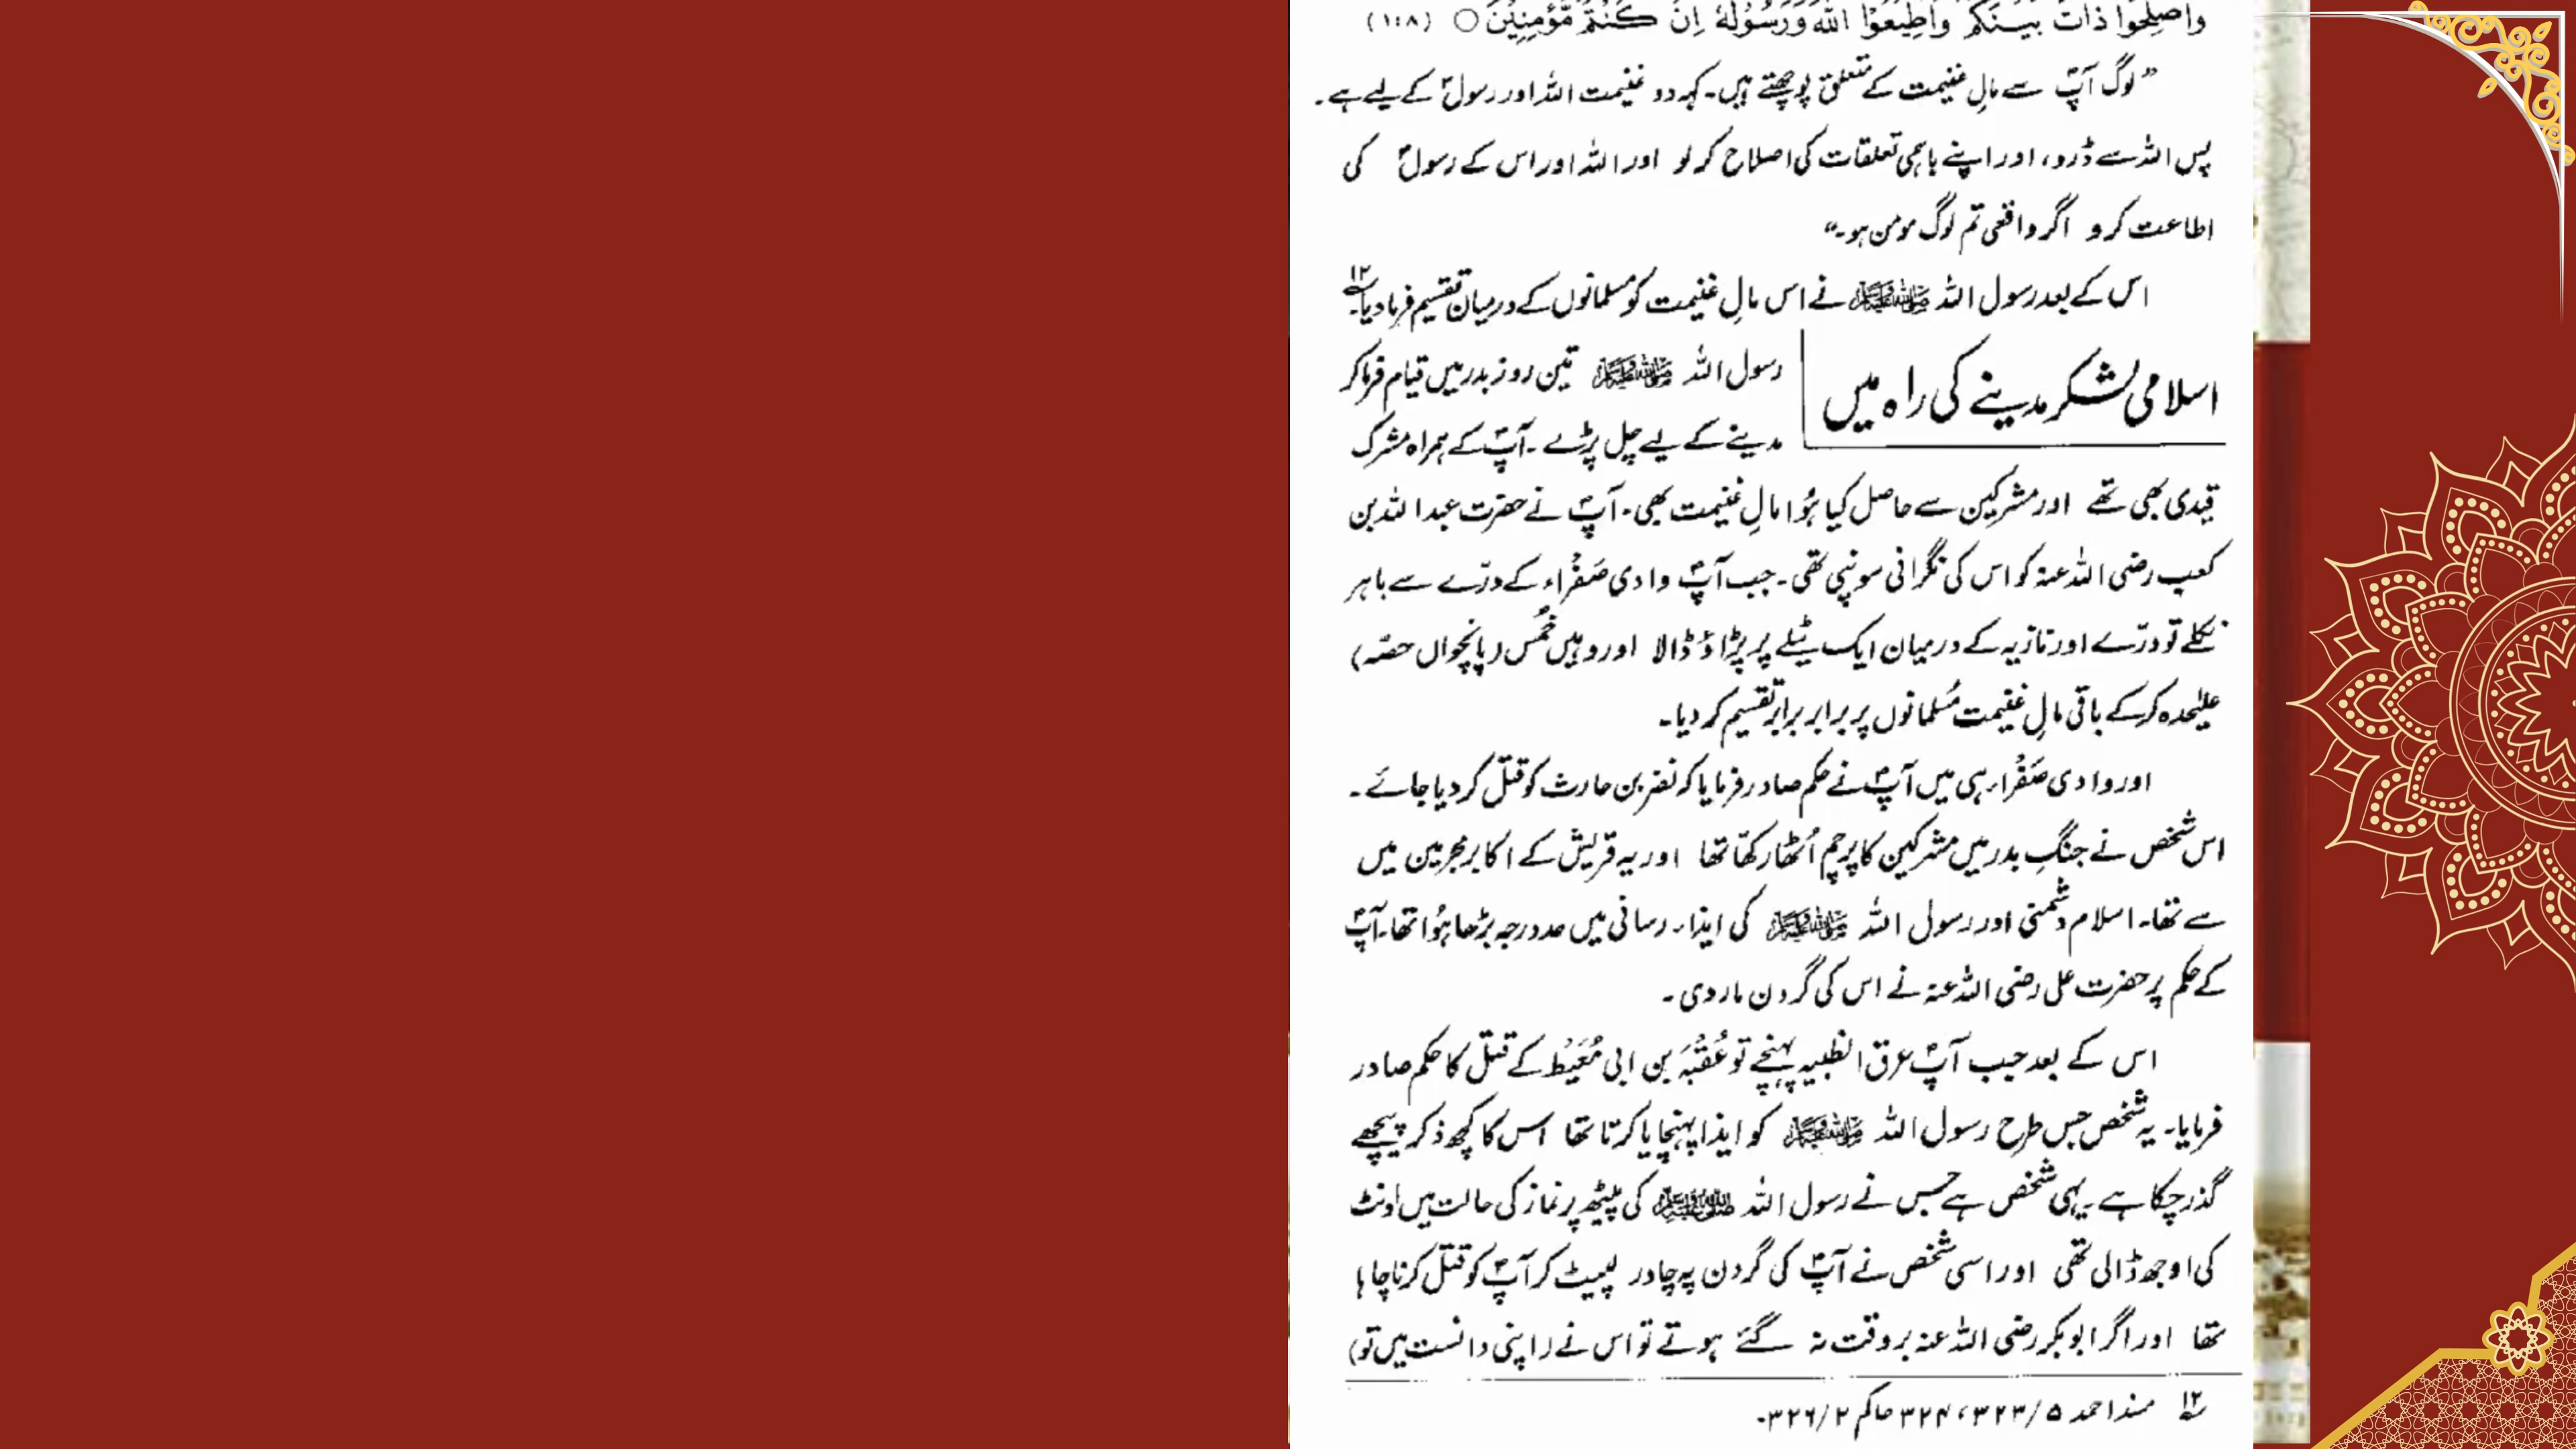 وَاَصْلِحُوْا ذَاتَ بَيْنِكُمْ وَاَطِيْعُوا اللهَ وَرَسُوْلَهٗ اِنْ كُنْتُمْ مُّؤْمِنِيْنَ ○ (۱:۸)
”لوگ آپؐ سے مالِ غنیمت کے متعلق پوچھتے ہیں۔ کہہ دو غنیمت اللہ اور رسولؐ کے لیے ہے۔
پس اللہ سے ڈرو، اور اپنے باہمی تعلقات کی اصلاح کر لو اور اللہ اور اس کے رسولؐ کی
اطاعت کرو اگر واقعی تم لوگ مومن ہو۔“
اس کے بعد رسول اللہ ﷺ نے اس مالِ غنیمت کو مسلمانوں کے درمیان تقسیم فرما دیا۔ ۱۲
اسلامی لشکر مدینے کی راہ میں
رسول اللہ ﷺ تین روز بدر میں قیام فرما کر
مدینے کے لیے چل پڑے۔ آپؐ کے ہمراہ مشرک
قیدی بھی تھے اور مشرکین سے حاصل کیا ہُوا مالِ غنیمت بھی۔ آپؐ نے حضرت عبد اللہ بن
کعب رضی اللہ عنہ کو اس کی نگرانی سونپی تھی۔ جب آپؐ وادی صَفْراء کے درّے سے باہر
نکلے تو درّے اور نازیہ کے درمیان ایک ٹیلے پر پڑاؤ ڈالا اور وہیں خُمُس (پانچواں حصّہ)
علیٰحدہ کر کے باقی مالِ غنیمت مُسلمانوں پر برابر برابر تقسیم کر دیا۔
اور وادی صَفْراء ہی میں آپؐ نے حکم صادر فرمایا کہ نضر بن حارث کو قتل کر دیا جائے۔
اس شخص نے جنگِ بدر میں مشرکین کا پرچم اُٹھا رکھّا تھا اور یہ قریش کے اکابر مجرمین میں
سے تھا۔ اسلام دشمنی اور رسول اللہ ﷺ کی ایذاء رسانی میں حد درجہ بڑھا ہُوا تھا۔ آپؐ
کے حکم پر حضرت علی رضی اللہ عنہ نے اس کی گردن مار دی۔
اس کے بعد جب آپؐ عرق الظبیہ پہنچے تو عُقْبَہ بن ابی مُعَیْط کے قتل کا حکم صادر
فرمایا۔ یہ شخص جس طرح رسول اللہ ﷺ کو ایذا پہنچایا کرتا تھا اس کا کچھ ذکر پیچھے
گذر چکا ہے۔ یہی شخص ہے جس نے رسول اللہ ﷺ کی پیٹھ پر نماز کی حالت میں اونٹ
کی اوجھ ڈالی تھی اور اسی شخص نے آپؐ کی گردن پہ چادر لپیٹ کر آپؐ کو قتل کرنا چاہا
تھا اور اگر ابوبکر رضی اللہ عنہ بروقت نہ گئے ہوتے تو اس نے (اپنی دانست میں تو)
۱۲ مسند احمد ۵/۳۲۳، ۳۲۴ حاکم ۲/۳۲۶۔